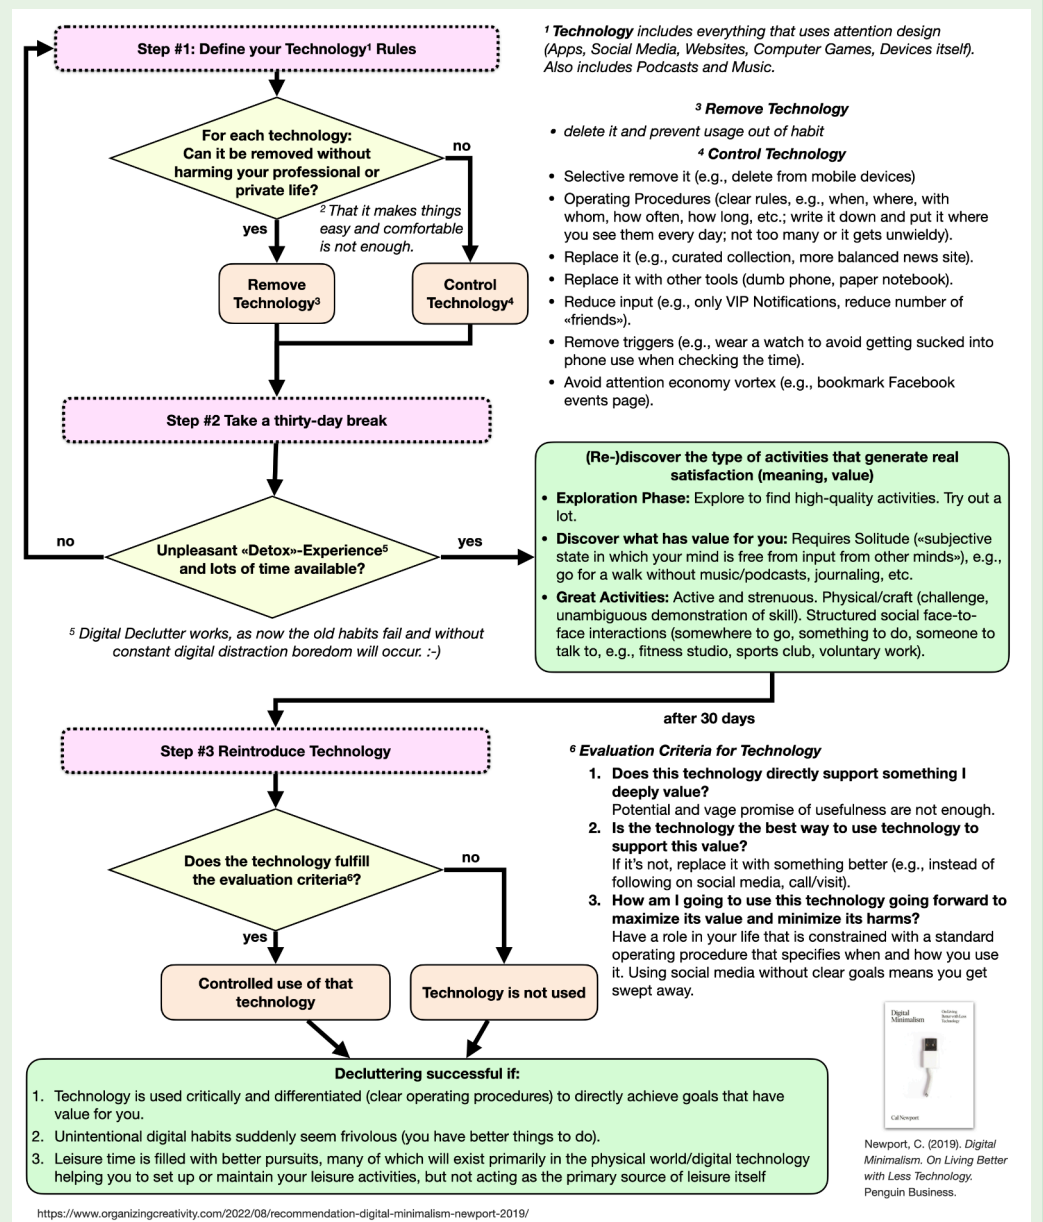 Step #1: Define your Technology¹ Rules
¹ Technology includes everything that uses attention design
(Apps, Social Media, Websites, Computer Games, Devices itself).
Also includes Podcasts and Music.
For each technology:
Can it be removed without
harming your professional or
private life?
no
² That it makes things
easy and comfortable
is not enough.
yes
Remove
Technology³
Control
Technology⁴
³ Remove Technology
• delete it and prevent usage out of habit
⁴ Control Technology
• Selective remove it (e.g., delete from mobile devices)
• Operating Procedures (clear rules, e.g., when, where, with
whom, how often, how long, etc.; write it down and put it where
you see them every day; not too many or it gets unwieldy).
• Replace it (e.g., curated collection, more balanced news site).
• Replace it with other tools (dumb phone, paper notebook).
• Reduce input (e.g., only VIP Notifications, reduce number of
«friends»).
• Remove triggers (e.g., wear a watch to avoid getting sucked into
phone use when checking the time).
• Avoid attention economy vortex (e.g., bookmark Facebook
events page).
Step #2 Take a thirty-day break
no
Unpleasant «Detox»-Experience⁵
and lots of time available?
yes
⁵ Digital Declutter works, as now the old habits fail and without
constant digital distraction boredom will occur. :-)
(Re-)discover the type of activities that generate real
satisfaction (meaning, value)
• Exploration Phase: Explore to find high-quality activities. Try out a
lot.
• Discover what has value for you: Requires Solitude («subjective
state in which your mind is free from input from other minds»), e.g.,
go for a walk without music/podcasts, journaling, etc.
• Great Activities: Active and strenuous. Physical/craft (challenge,
unambiguous demonstration of skill). Structured social face-to-
face interactions (somewhere to go, something to do, someone to
talk to, e.g., fitness studio, sports club, voluntary work).
after 30 days
Step #3 Reintroduce Technology
Does the technology fulfill
the evaluation criteria⁶?
no
yes
Controlled use of that
technology
Technology is not used
⁶ Evaluation Criteria for Technology
1. Does this technology directly support something I
deeply value?
Potential and vage promise of usefulness are not enough.
2. Is the technology the best way to use technology to
support this value?
If it's not, replace it with something better (e.g., instead of
following on social media, call/visit).
3. How am I going to use this technology going forward to
maximize its value and minimize its harms?
Have a role in your life that is constrained with a standard
operating procedure that specifies when and how you use
it. Using social media without clear goals means you get
swept away.
Decluttering successful if:
1. Technology is used critically and differentiated (clear operating procedures) to directly achieve goals that have
value for you.
2. Unintentional digital habits suddenly seem frivolous (you have better things to do).
3. Leisure time is filled with better pursuits, many of which will exist primarily in the physical world/digital technology
helping you to set up or maintain your leisure activities, but not acting as the primary source of leisure itself
Digital
Minimalism
On Living
Better with Less
Technology
Cal Newport
Newport, C. (2019). Digital
Minimalism. On Living Better
with Less Technology.
Penguin Business.
https://www.organizingcreativity.com/2022/08/recommendation-digital-minimalism-newport-2019/